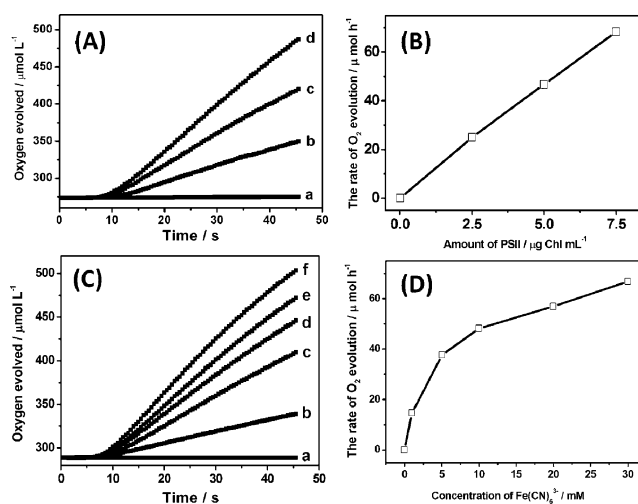 (A)
Oxygen evolved / μmol L⁻¹
500
450
400
350
300
d
c
b
a
0 10 20 30 40 50
Time / s
(B)
The rate of O₂ evolution / μ mol h⁻¹
60
40
20
0
0.0 2.5 5.0 7.5
Amount of PSII / μg Chl mL⁻¹
(C)
Oxygen evolved / μmol L⁻¹
500
450
400
350
300
f
e
d
c
b
a
0 10 20 30 40 50
Time / s
(D)
The rate of O₂ evolution / μ mol h⁻¹
60
40
20
0
0 5 10 15 20 25 30
Concentration of Fe(CN)₆³⁻ / mM